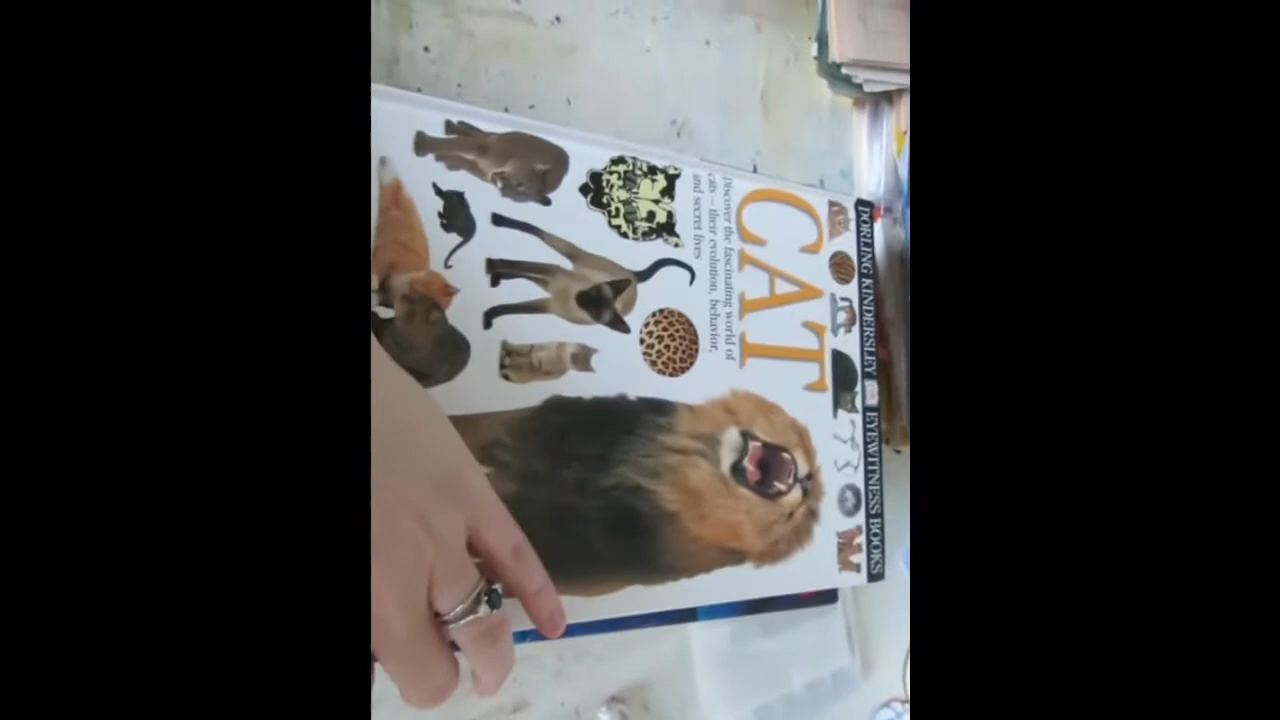 DORLING KINDERSLEY EYEWITNESS BOOKS
CAT
Discover the fascinating world of
cats – their evolution, behavior,
and secret lives